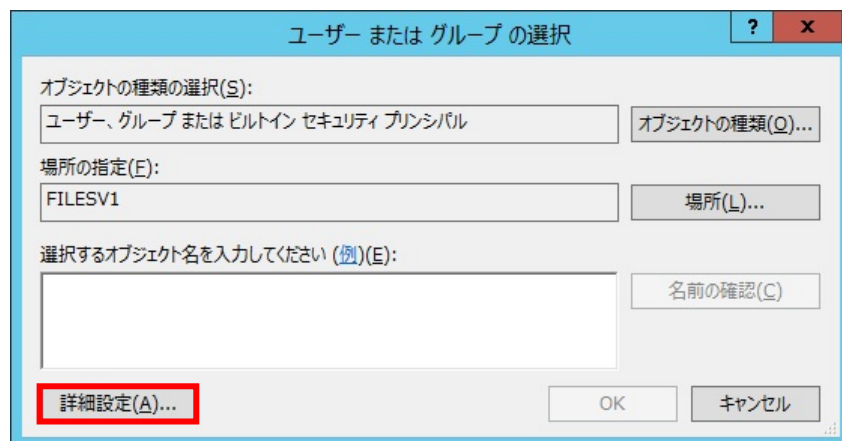 ユーザー または グループ の選択
? x
オブジェクトの種類の選択(S):
ユーザー、グループ または ビルトイン セキュリティ プリンシパル
オブジェクトの種類(O)...
場所の指定(F):
FILESV1
場所(L)...
選択するオブジェクト名を入力してください (例)(E):
名前の確認(C)
詳細設定(A)...
OK
キャンセル